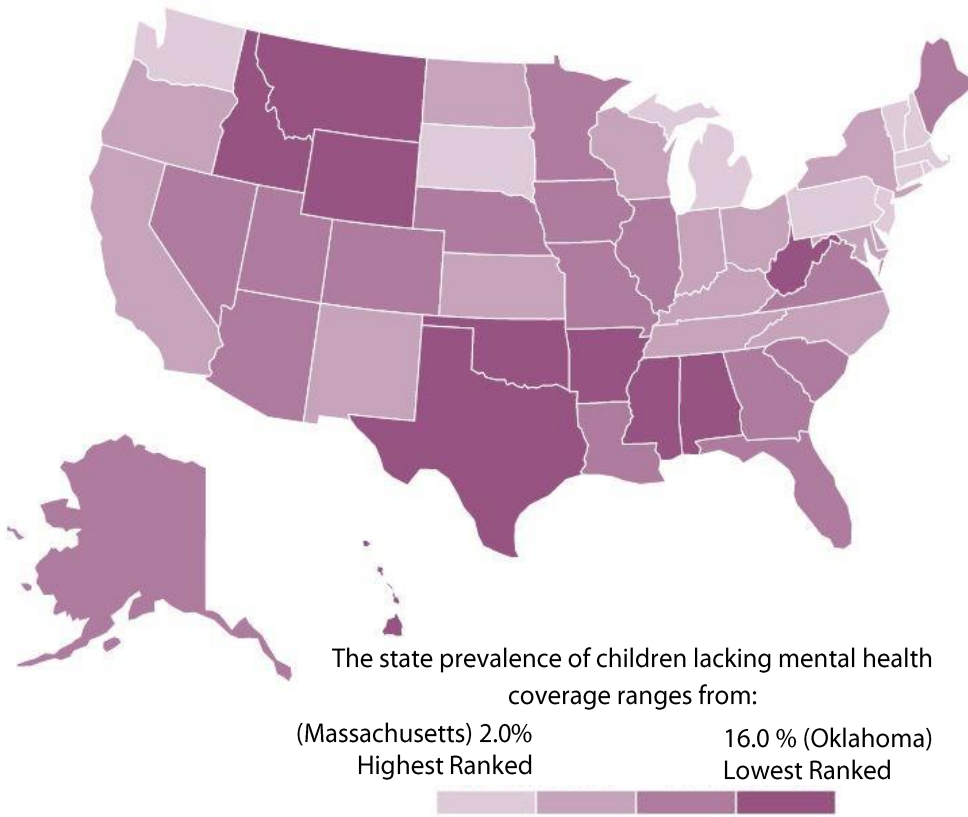 The state prevalence of children lacking mental health
coverage ranges from:
(Massachusetts) 2.0%
Highest Ranked
16.0 % (Oklahoma)
Lowest Ranked